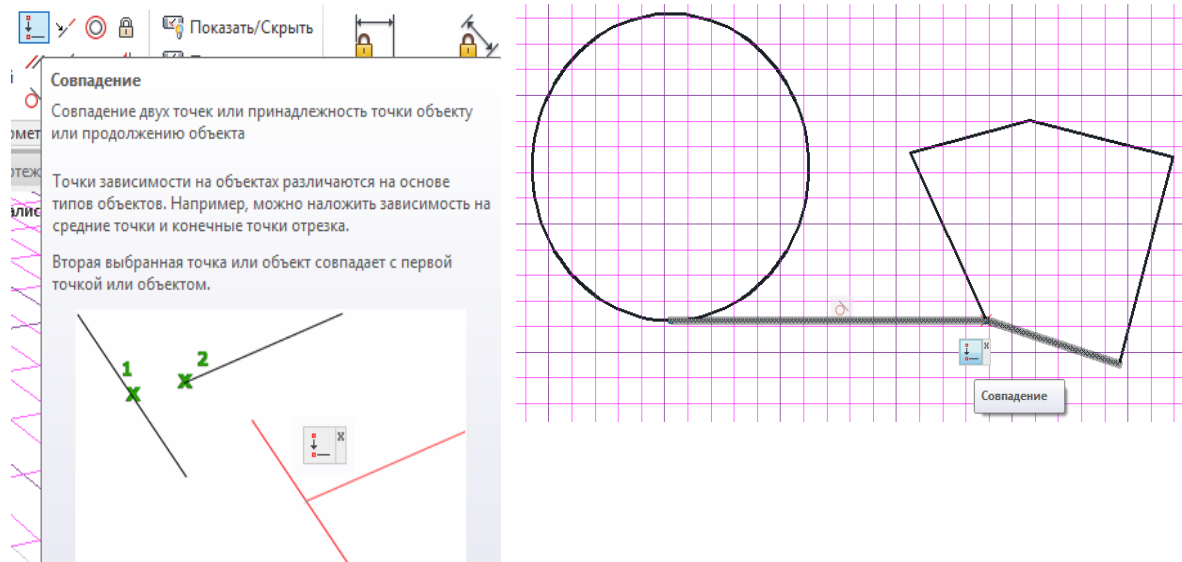 Показать/Скрыть
Совпадение
Совпадение двух точек или принадлежность точки объекту
или продолжению объекта
Точки зависимости на объектах различаются на основе
типов объектов. Например, можно наложить зависимость на
средние точки и конечные точки отрезка.
Вторая выбранная точка или объект совпадает с первой
точкой или объектом.
1
2
x
x
Совпадение